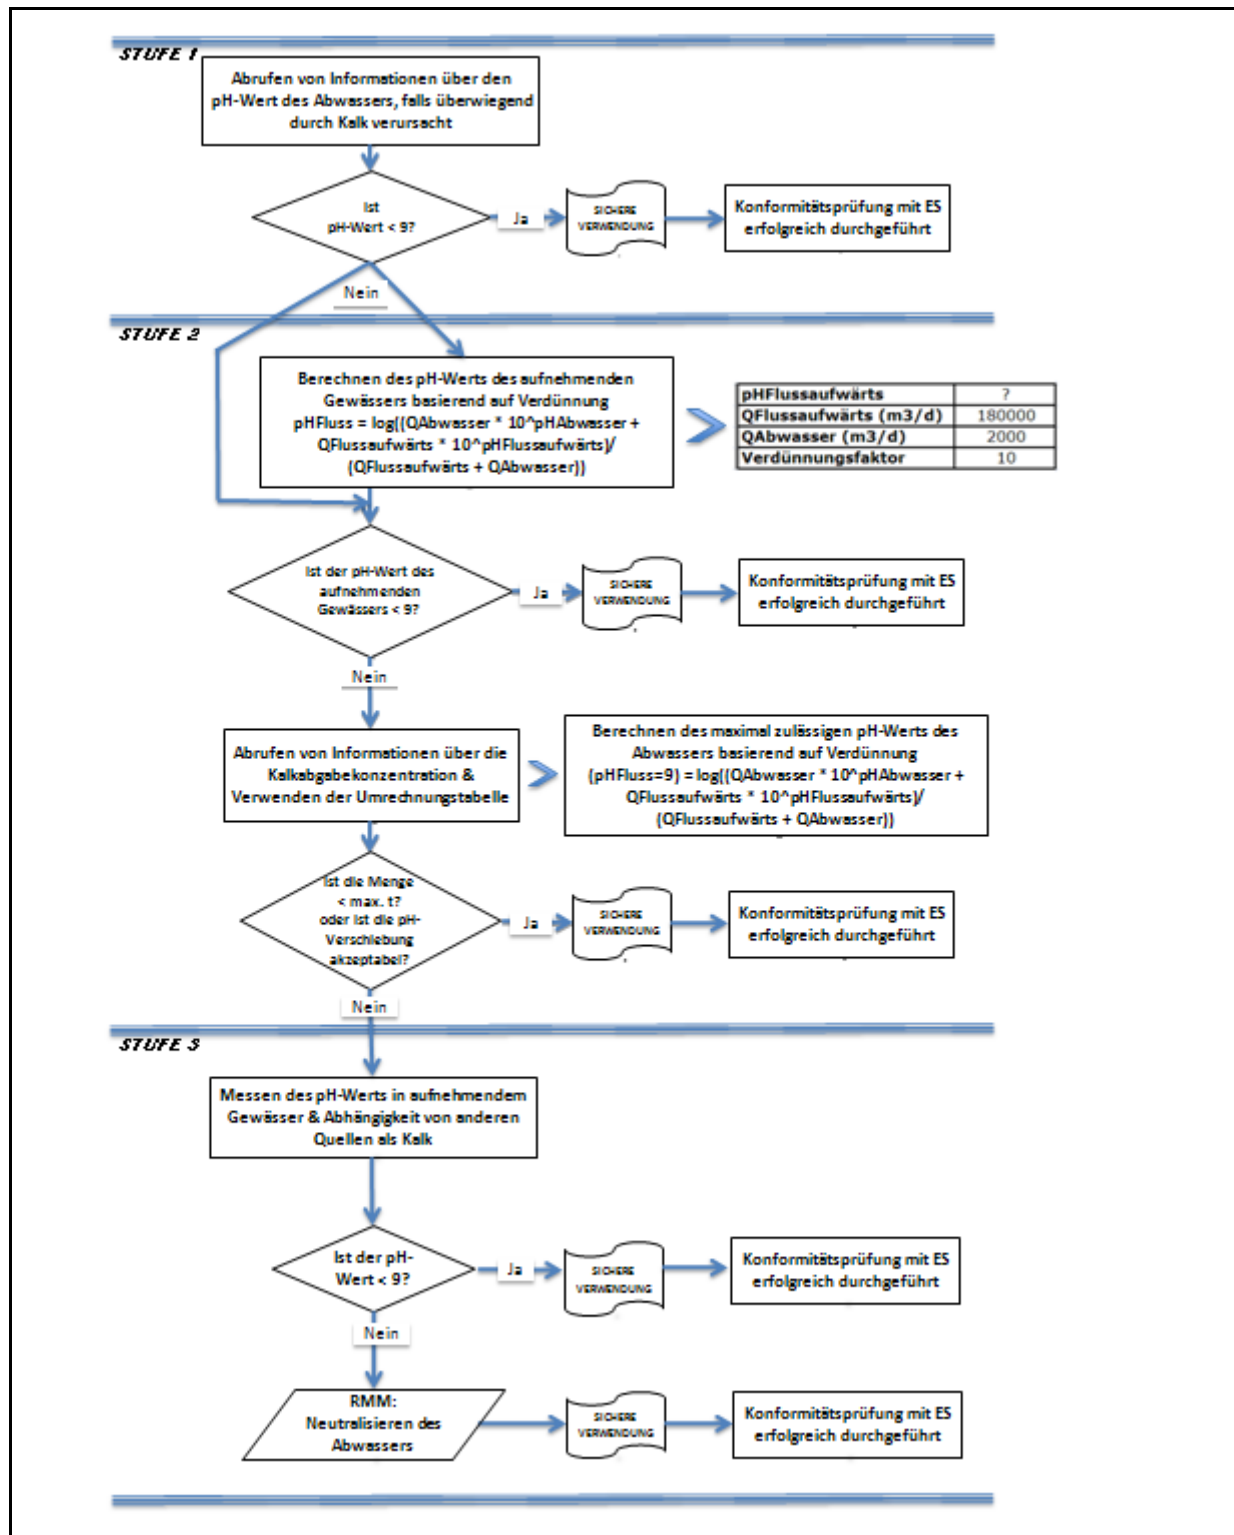 STUFE 1
Abrufen von Informationen über den
pH-Wert des Abwassers, falls überwiegend
durch Kalk verursacht
Ist
pH-Wert < 9?
Ja
SICHERE
VERWENDUNG
Konformitätsprüfung mit ES
erfolgreich durchgeführt
Nein
STUFE 2
Berechnen des pH-Werts des aufnehmenden
Gewässers basierend auf Verdünnung
pHFluss = log((QAbwasser * 10^pHAbwasser +
QFlussaufwärts * 10^pHFlussaufwärts)/
(QFlussaufwärts + QAbwasser))
pHFlussaufwärts ?
QFlussaufwärts (m3/d) 180000
QAbwasser (m3/d) 2000
Verdünnungsfaktor 10
Ist der pH-Wert des
aufnehmenden
Gewässers < 9?
Ja
SICHERE
VERWENDUNG
Konformitätsprüfung mit ES
erfolgreich durchgeführt
Nein
Abrufen von Informationen über die
Kalkabgabekonzentration &
Verwenden der Umrechnungstabelle
Berechnen des maximal zulässigen pH-Werts des
Abwassers basierend auf Verdünnung
(pHFluss=9) = log((QAbwasser * 10^pHAbwasser +
QFlussaufwärts * 10^pHFlussaufwärts)/
(QFlussaufwärts + QAbwasser))
Ist die Menge
< max. t?
oder ist die pH-
Verschiebung
akzeptabel?
Ja
SICHERE
VERWENDUNG
Konformitätsprüfung mit ES
erfolgreich durchgeführt
Nein
STUFE 3
Messen des pH-Werts in aufnehmendem
Gewässer & Abhängigkeit von anderen
Quellen als Kalk
Ist der pH-
Wert < 9?
Ja
SICHERE
VERWENDUNG
Konformitätsprüfung mit ES
erfolgreich durchgeführt
Nein
RMM:
Neutralisieren des
Abwassers
SICHERE
VERWENDUNG
Konformitätsprüfung mit ES
erfolgreich durchgeführt